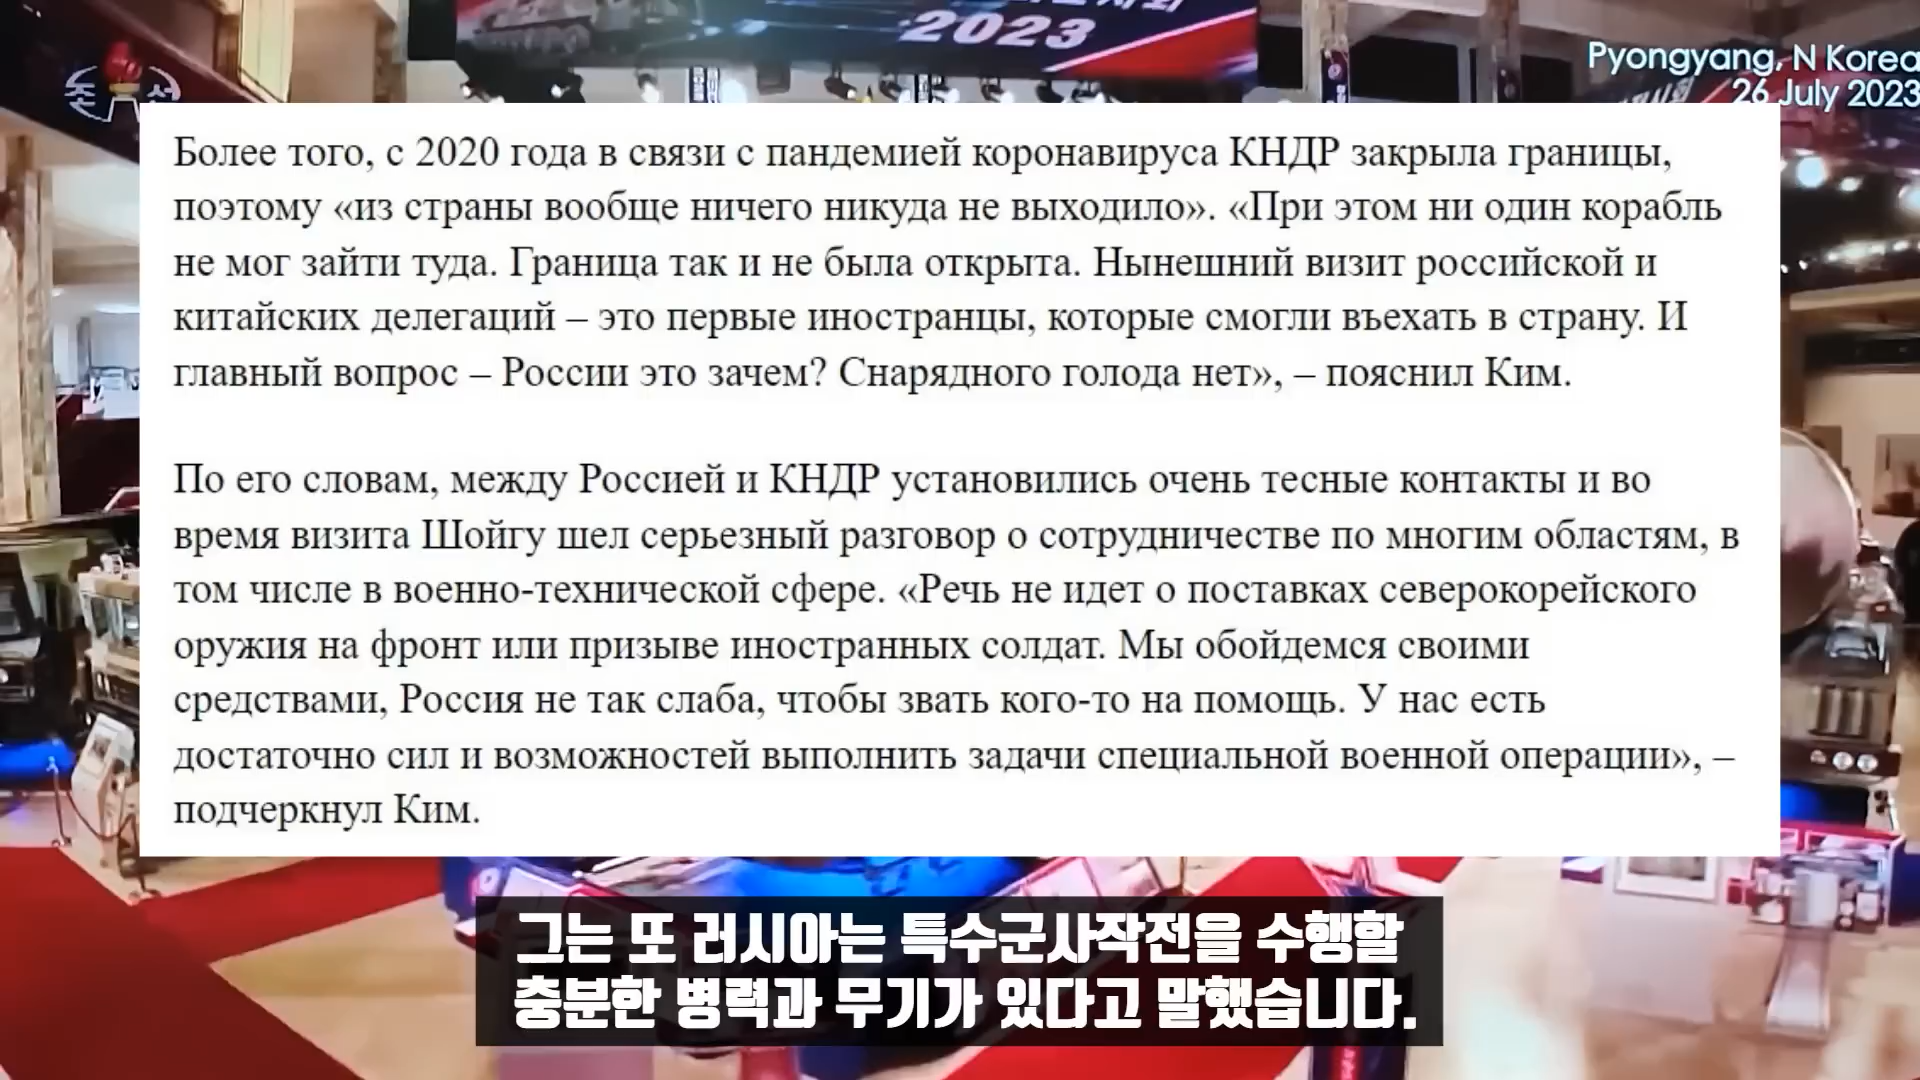 2023
Pyongyang, N Korea
26 July 2023
Более того, с 2020 года в связи с пандемией коронавируса КНДР закрыла границы,
поэтому «из страны вообще ничего никуда не выходило». «При этом ни один корабль
не мог зайти туда. Граница так и не была открыта. Нынешний визит российской и
китайских делегаций – это первые иностранцы, которые смогли въехать в страну. И
главный вопрос – России это зачем? Снарядного голода нет», – пояснил Ким.
По его словам, между Россией и КНДР установились очень тесные контакты и во
время визита Шойгу шел серьезный разговор о сотрудничестве по многим областям, в
том числе в военно-технической сфере. «Речь не идет о поставках северокорейского
оружия на фронт или призыве иностранных солдат. Мы обойдемся своими
средствами, Россия не так слаба, чтобы звать кого-то на помощь. У нас есть
достаточно сил и возможностей выполнить задачи специальной военной операции», –
подчеркнул Ким.
그는 또 러시아는 특수군사작전을 수행할
충분한 병력과 무기가 있다고 말했습니다.